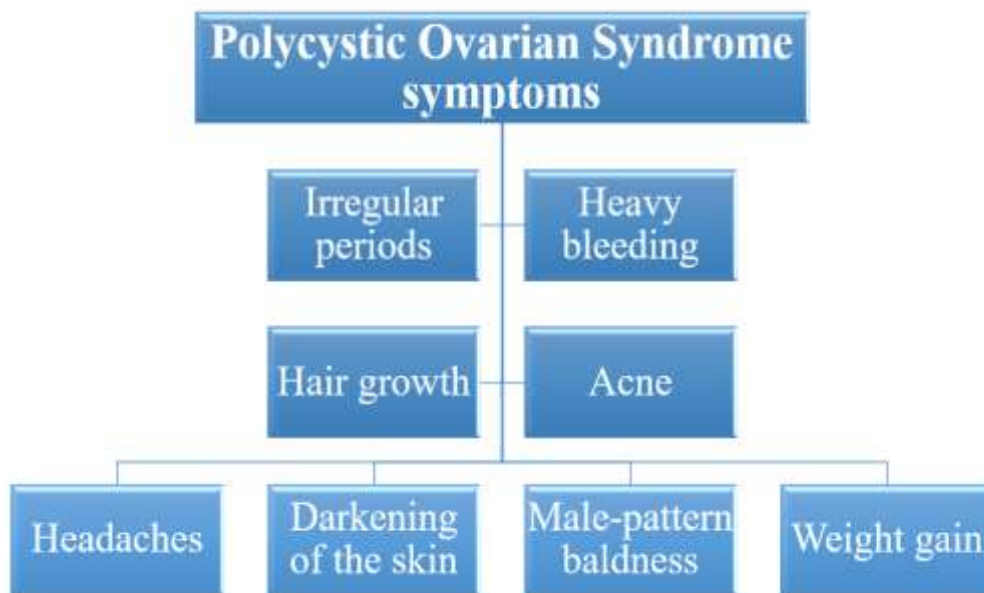 Polycystic Ovarian Syndrome
symptoms
Irregular
periods
Heavy
bleeding
Hair growth
Acne
Headaches
Darkening
of the skin
Male-pattern
baldness
Weight gain